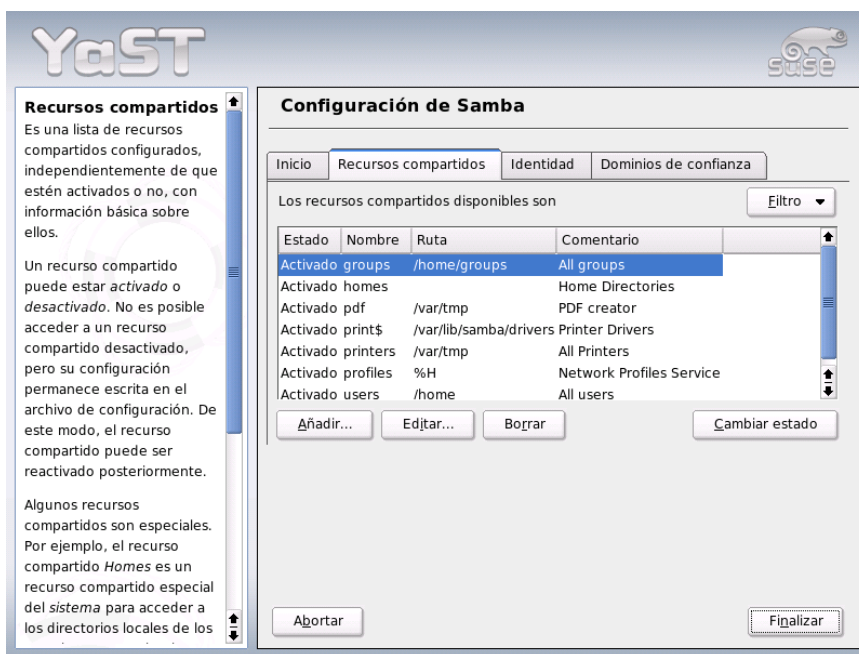 YaST
SUSE
Recursos compartidos
Es una lista de recursos
compartidos configurados,
independientemente de que
estén activados o no, con
información básica sobre
ellos.
Un recurso compartido
puede estar activado o
desactivado. No es posible
acceder a un recurso
compartido desactivado,
pero su configuración
permanece escrita en el
archivo de configuración. De
este modo, el recurso
compartido puede ser
reactivado posteriormente.
Algunos recursos
compartidos son especiales.
Por ejemplo, el recurso
compartido Homes es un
recurso compartido especial
del sistema para acceder a
los directorios locales de los
Configuración de Samba
Inicio Recursos compartidos Identidad Dominios de confianza
Los recursos compartidos disponibles son Filtro
Estado Nombre Ruta Comentario
Activado groups /home/groups All groups
Activado homes Home Directories
Activado pdf /var/tmp PDF creator
Activado print$ /var/lib/samba/drivers Printer Drivers
Activado printers /var/tmp All Printers
Activado profiles %H Network Profiles Service
Activado users /home All users
Añadir... Editar... Borrar Cambiar estado
Abortar Finalizar